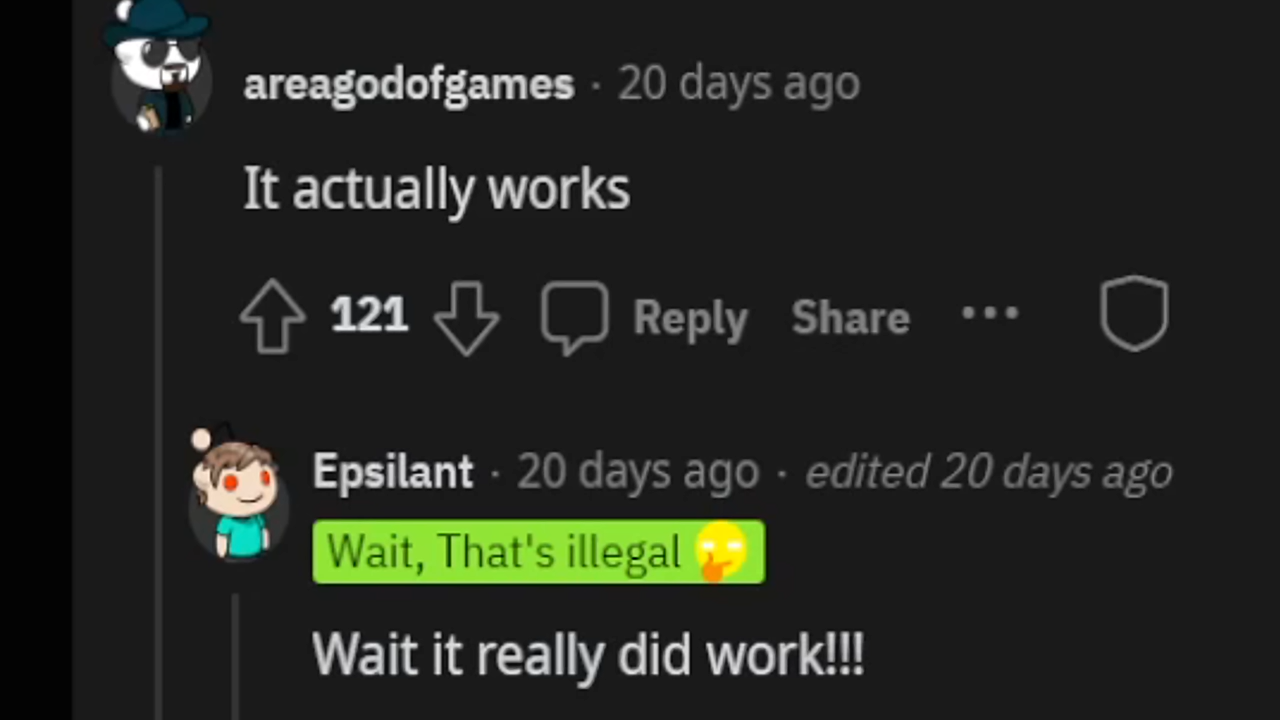 areagodofgames · 20 days ago
It actually works
121 Reply Share
Epsilant · 20 days ago · edited 20 days ago
Wait, That's illegal
Wait it really did work!!!